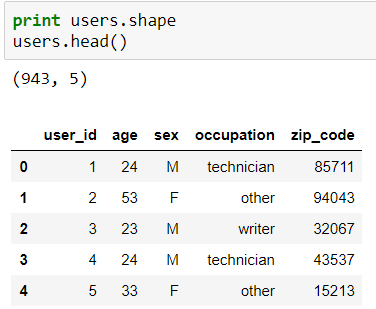 print users.shape
users.head()
(943, 5)
user_id age sex occupation zip_code
0 1 24 M technician 85711
1 2 53 F other 94043
2 3 23 M writer 32067
3 4 24 M technician 43537
4 5 33 F other 15213